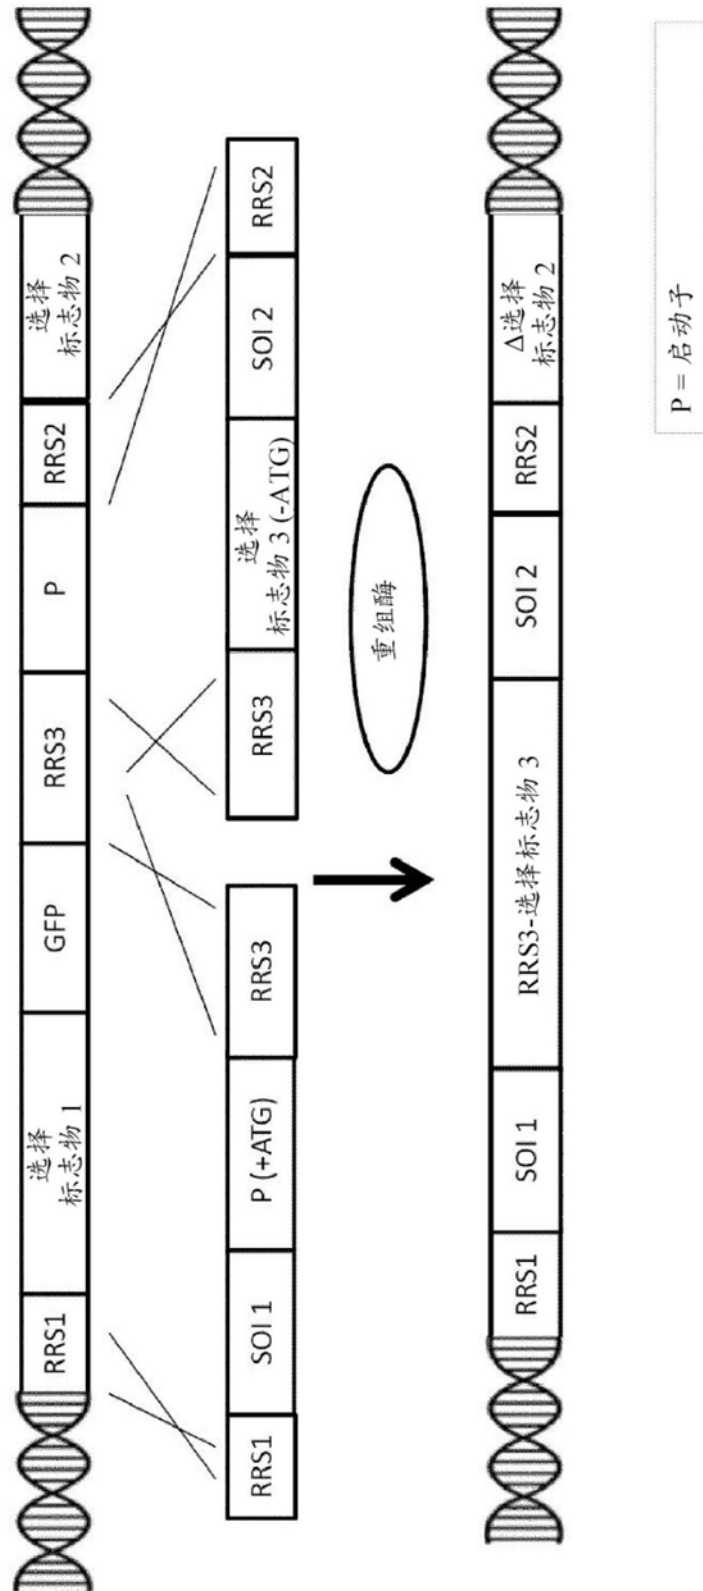 RRS1
选择
标志物 1
GFP
RRS3
P
RRS2
选择
标志物 2
RRS1
SOI 1
P (+ATG)
RRS3
RRS3
选择
标志物 3 (-ATG)
SOI 2
RRS2
重组酶
RRS1
SOI 1
RRS3-选择标志物 3
SOI 2
RRS2
Δ选择
标志物 2
P = 启动子